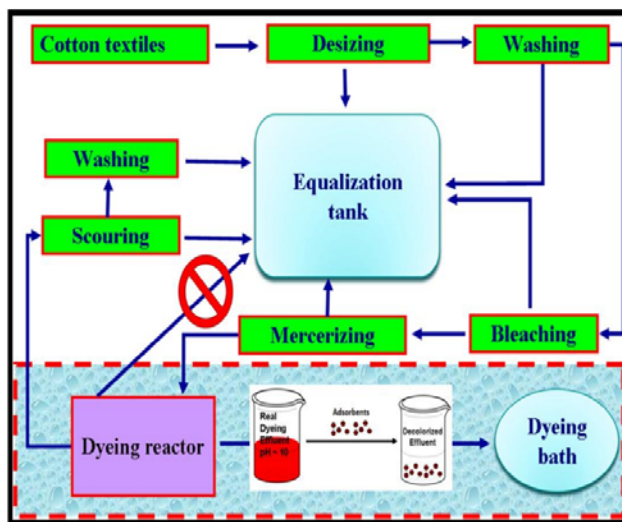 Cotton textiles
Desizing
Washing
Washing
Equalization
tank
Scouring
Mercerizing
Bleaching
Dyeing reactor
Real
Dyeing
Effluent
pH = 10
Adsorbents
Decolorized
Effluent
Dyeing
bath